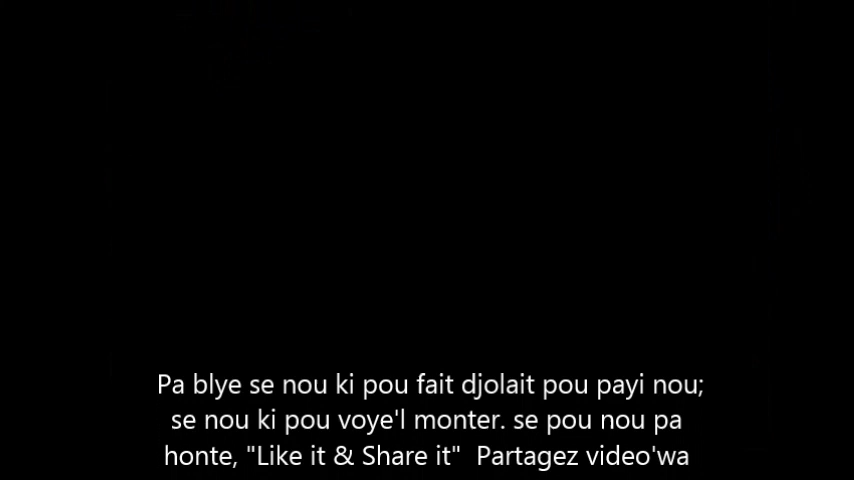 Pa blye se nou ki pou fait djolait pou payi nou;
se nou ki pou voye'l monter. se pou nou pa
honte, "Like it & Share it"  Partagez video'wa